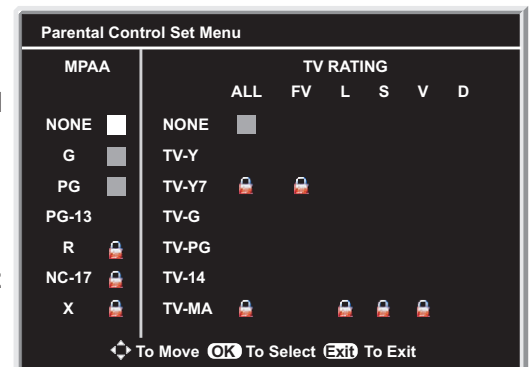 Parental Control Set Menu
MPAA TV RATING
ALL FV L S V D
NONE NONE
G TV-Y
PG TV-Y7
PG-13 TV-G
R TV-PG
NC-17 TV-14
X TV-MA
To Move OK To Select Exit To Exit